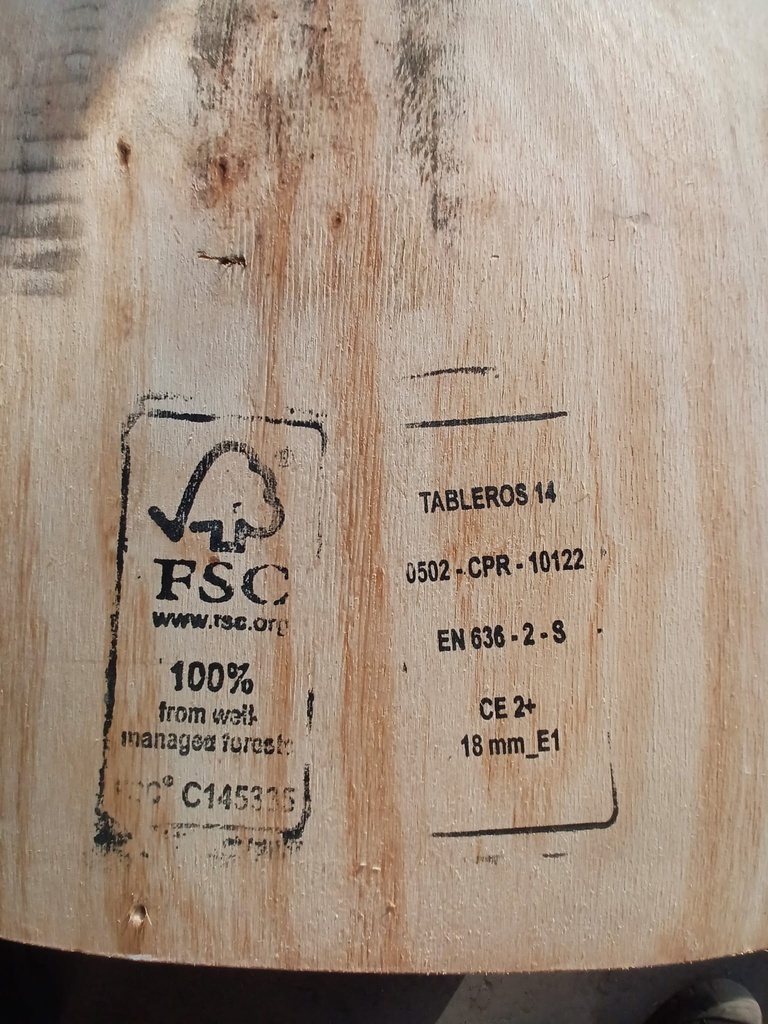 FSC
www.fsc.org
100%
from well-
managed forests
C145335
TABLEROS 14
0502 - CPR - 10122
EN 636 - 2 - S
CE 2+
18 mm_E1